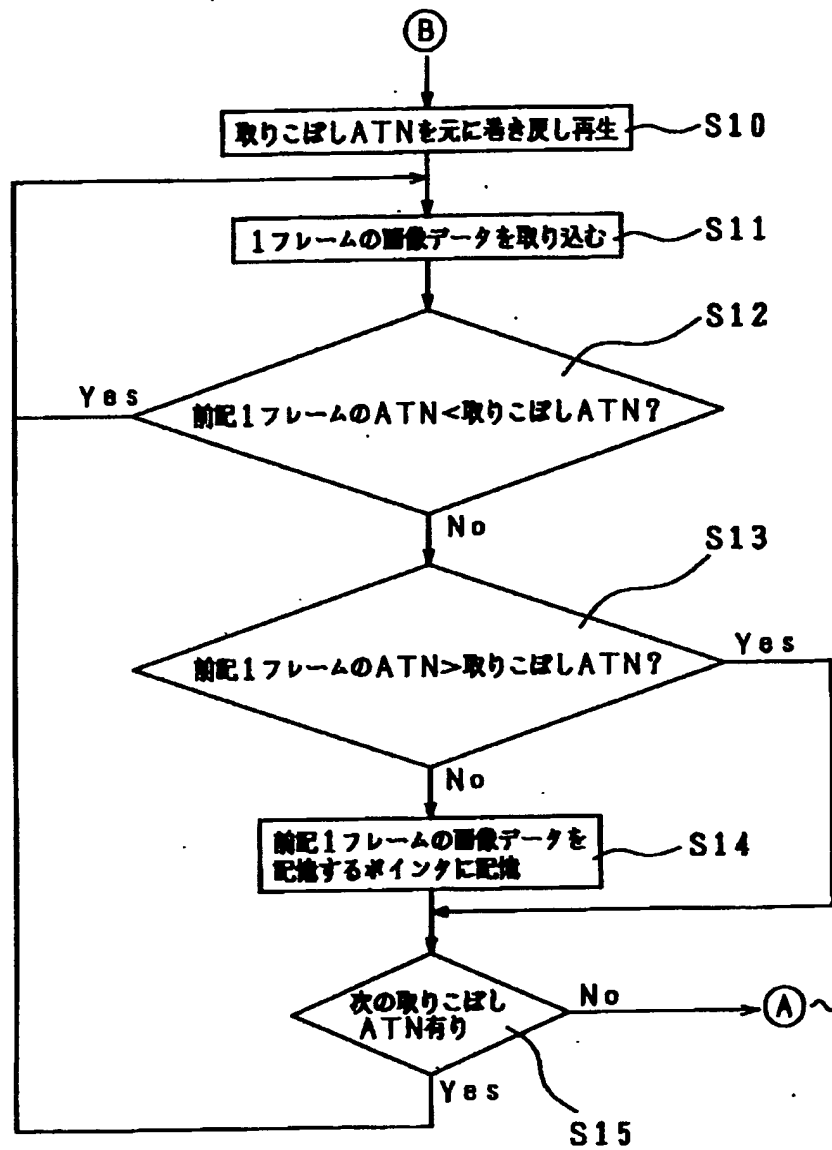 B
取りこぼしATNを元に巻き戻し再生
S10
1フレームの画像データを取り込む
S11
S12
Yes
前記1フレームのATN<取りこぼしATN?
No
S13
Yes
前記1フレームのATN>取りこぼしATN?
No
前記1フレームの画像データを
記憶するポインタに記憶
S14
次の取りこぼし
ATN有り
No
A
Yes
S15